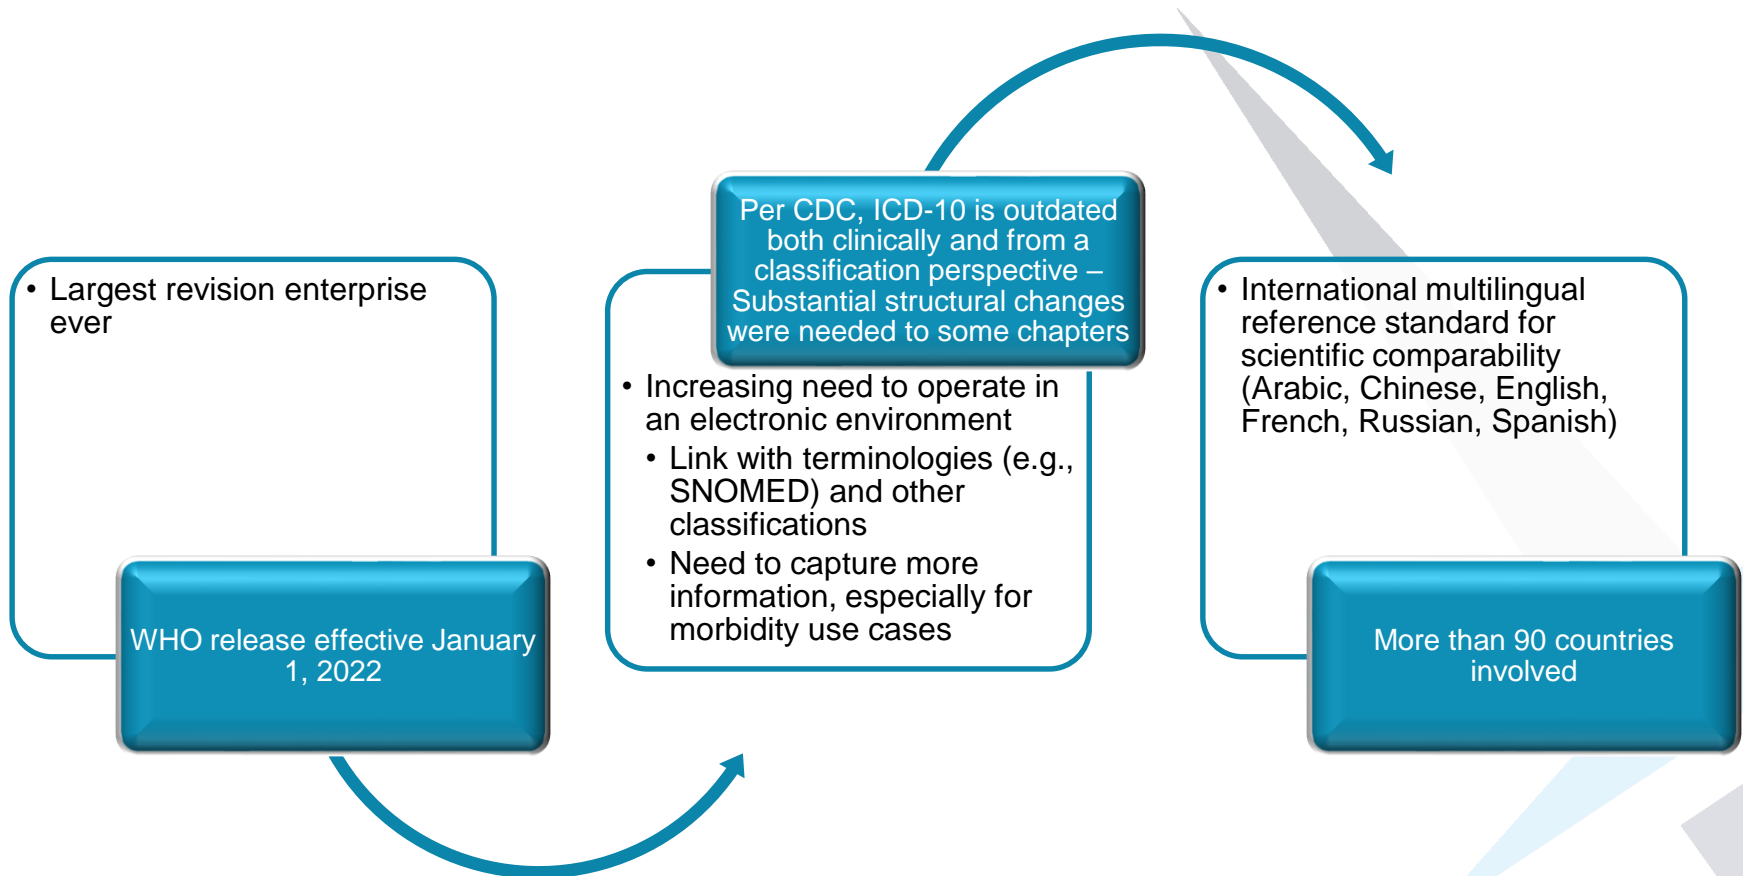 • Largest revision enterprise
ever
WHO release effective January
1, 2022
Per CDC, ICD-10 is outdated
both clinically and from a
classification perspective –
Substantial structural changes
were needed to some chapters
• Increasing need to operate in
an electronic environment
• Link with terminologies (e.g.,
SNOMED) and other
classifications
• Need to capture more
information, especially for
morbidity use cases
• International multilingual
reference standard for
scientific comparability
(Arabic, Chinese, English,
French, Russian, Spanish)
More than 90 countries
involved